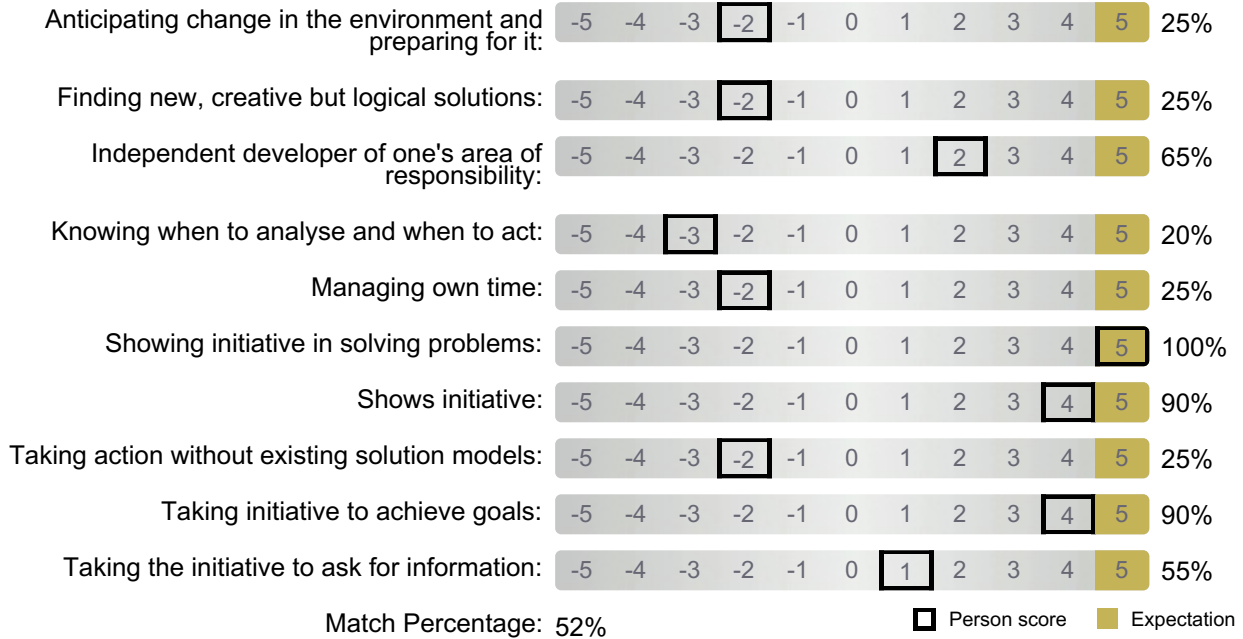 Anticipating change in the environment and
preparing for it:
-5 -4 -3 -2 -1 0 1 2 3 4 5 25%
Finding new, creative but logical solutions: -5 -4 -3 -2 -1 0 1 2 3 4 5 25%
Independent developer of one's area of
responsibility:
-5 -4 -3 -2 -1 0 1 2 3 4 5 65%
Knowing when to analyse and when to act: -5 -4 -3 -2 -1 0 1 2 3 4 5 20%
Managing own time: -5 -4 -3 -2 -1 0 1 2 3 4 5 25%
Showing initiative in solving problems: -5 -4 -3 -2 -1 0 1 2 3 4 5 100%
Shows initiative: -5 -4 -3 -2 -1 0 1 2 3 4 5 90%
Taking action without existing solution models: -5 -4 -3 -2 -1 0 1 2 3 4 5 25%
Taking initiative to achieve goals: -5 -4 -3 -2 -1 0 1 2 3 4 5 90%
Taking the initiative to ask for information: -5 -4 -3 -2 -1 0 1 2 3 4 5 55%
Match Percentage: 52% Person score Expectation